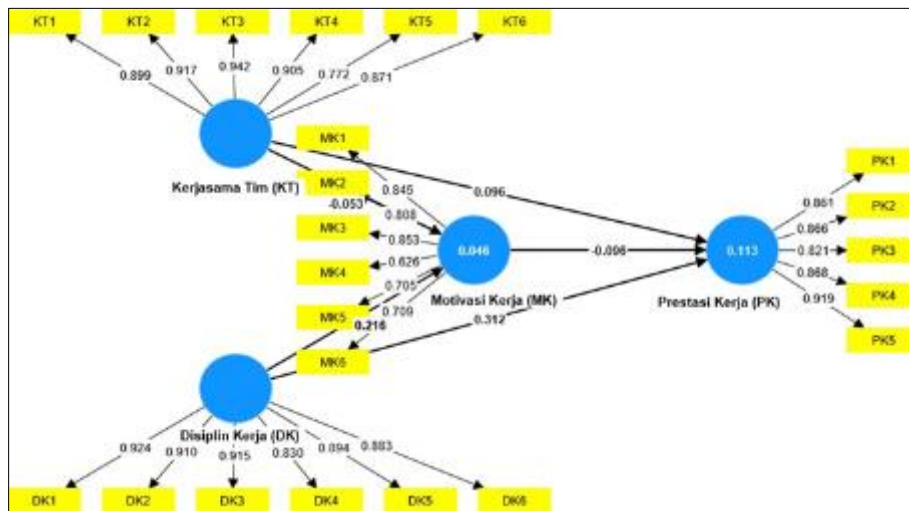 KT1 KT2 KT3 KT4 KT5 KT6
0.899 0.917 0.942 0.905 0.772 0.871
Kerjasama Tim (KT)
MK1
MK2
MK3
MK4
MK5
MK6
0.845
0.808
0.853
0.626
0.705
0.709
-0.053
0.216
0.096
-0.096
0.312
0.046
Motivasi Kerja (MK)
0.113
Prestasi Kerja (PK)
PK1
PK2
PK3
PK4
PK5
0.861
0.866
0.821
0.868
0.919
Disiplin Kerja (DK)
0.924 0.910 0.915 0.830 0.894 0.883
DK1 DK2 DK3 DK4 DK5 DK6